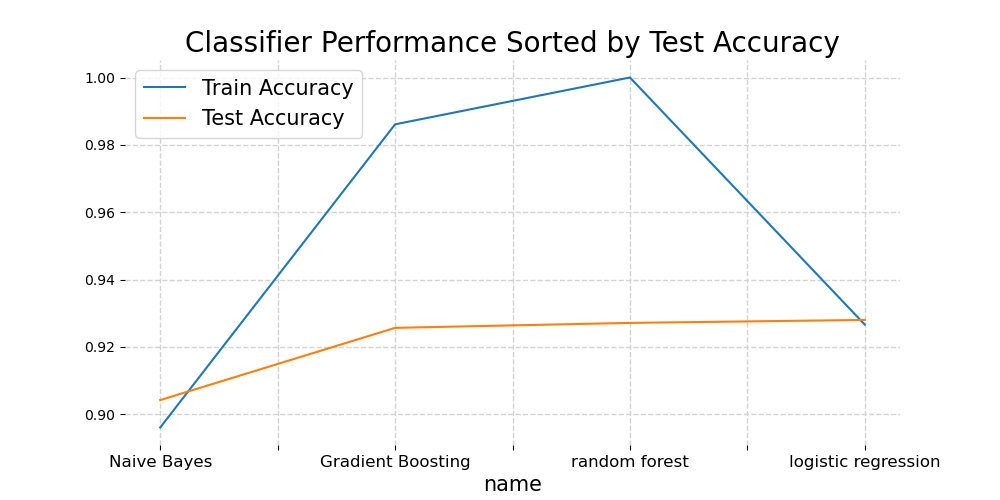 Classifier Performance Sorted by Test Accuracy
Train Accuracy
Test Accuracy
1.00
0.98
0.96
0.94
0.92
0.90
Naive Bayes
Gradient Boosting
random forest
logistic regression
name